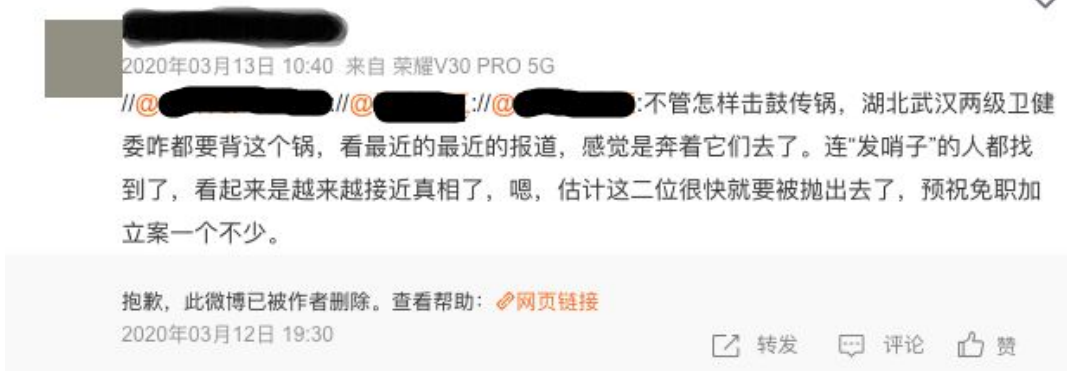 2020年03月13日 10:40 来自 荣耀V30 PRO 5G
//@://@://@:不管怎样击鼓传锅，湖北武汉两级卫健
委咋都要背这个锅，看最近的最近的报道，感觉是奔着它们去了。连“发哨子”的人都找
到了，看起来是越来越接近真相了，嗯，估计这二位很快就要被抛出去了，预祝免职加
立案一个不少。
抱歉，此微博已被作者删除。查看帮助：网页链接
2020年03月12日 19:30
转发 评论 赞